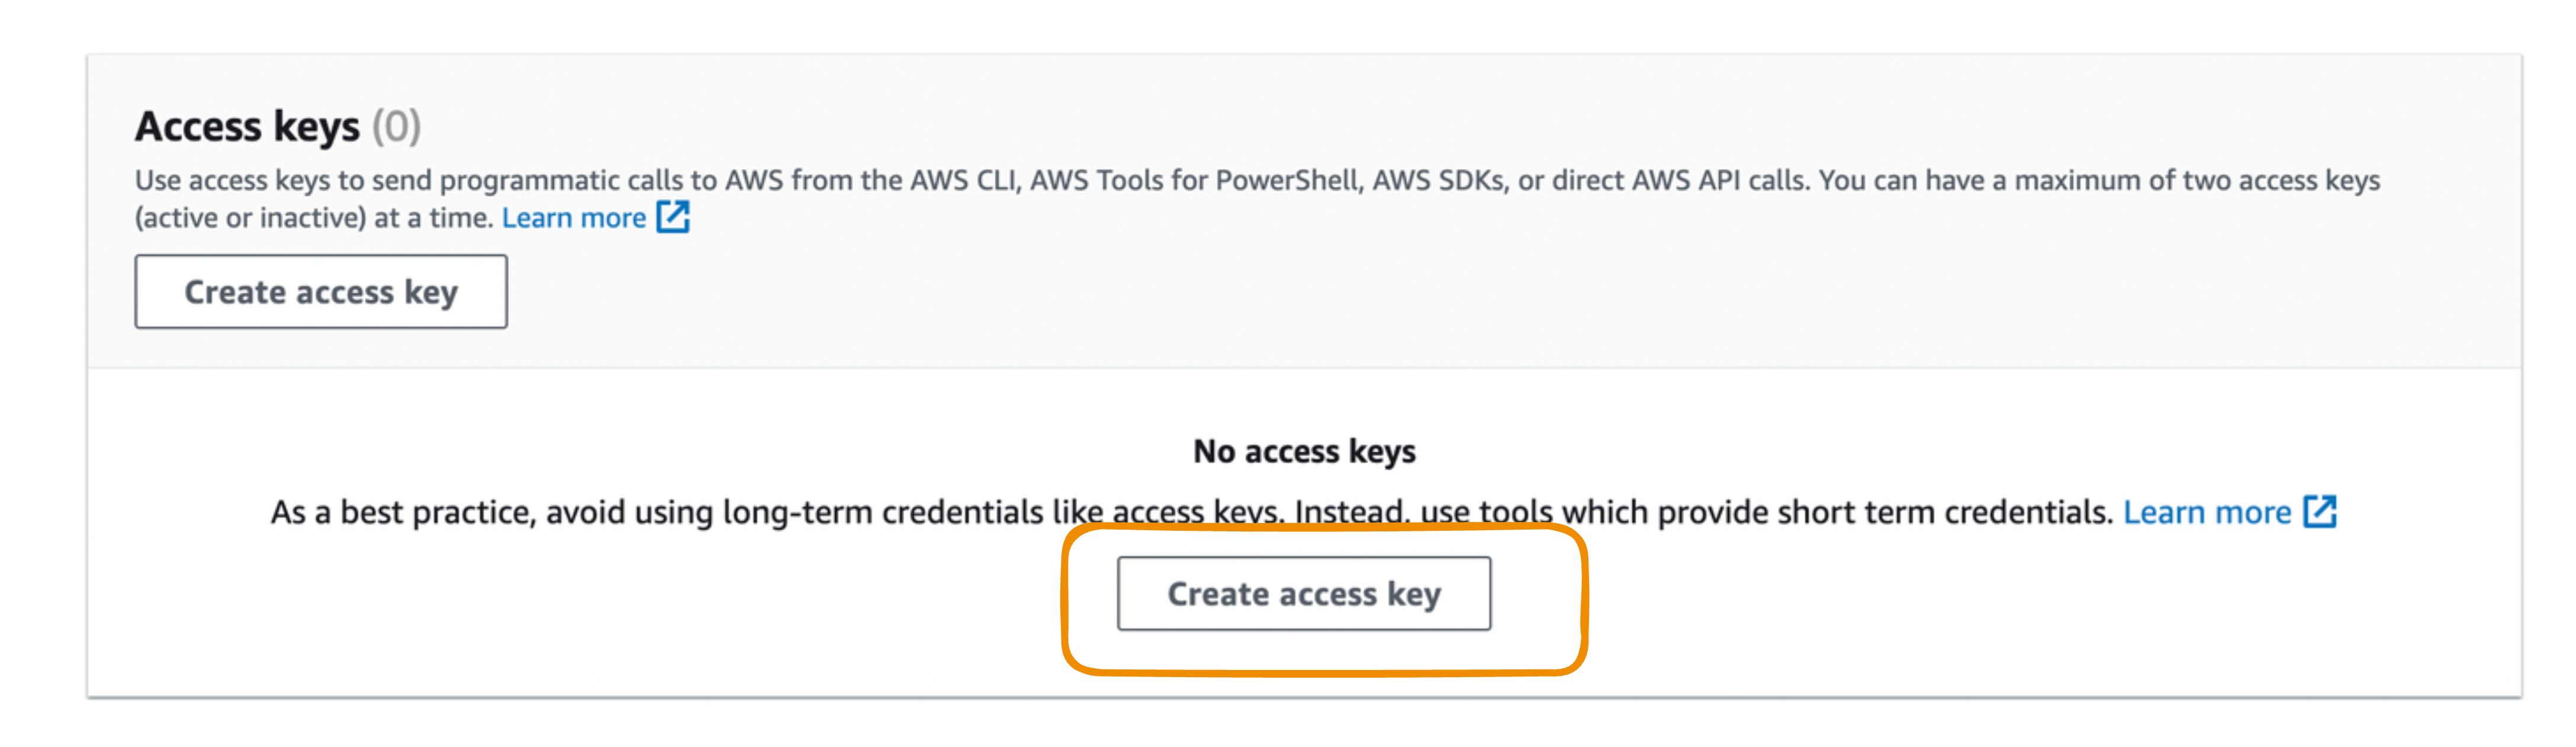 Access keys (0)
Use access keys to send programmatic calls to AWS from the AWS CLI, AWS Tools for PowerShell, AWS SDKs, or direct AWS API calls. You can have a maximum of two access keys
(active or inactive) at a time. Learn more
Create access key
No access keys
As a best practice, avoid using long-term credentials like access keys. Instead, use tools which provide short term credentials. Learn more
Create access key